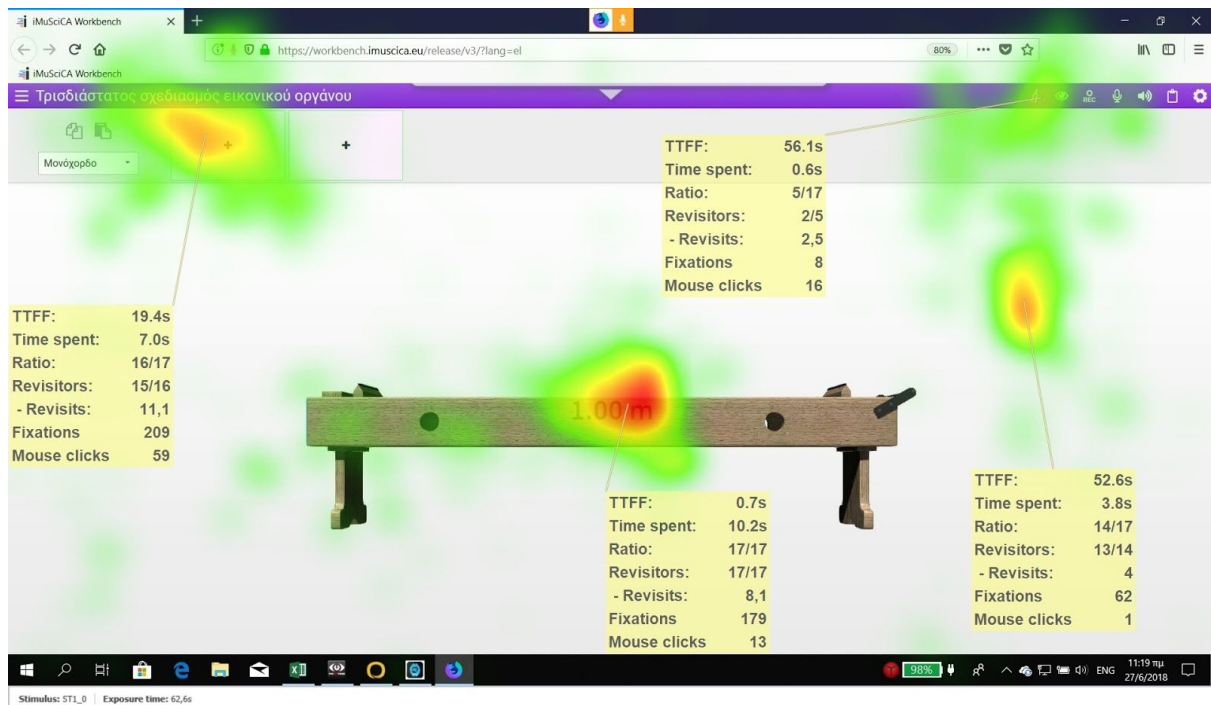 iMuSciCA Workbench
https://workbench.imuscica.eu/release/v3/?lang=el
80%
iMuSciCA Workbench
Τρισδιάστατος σχεδιασμός εικονικού οργάνου
REC
Μονόχορδο
+
+
TTFF: 56.1s
Time spent: 0.6s
Ratio: 5/17
Revisitors: 2/5
- Revisits: 2,5
Fixations 8
Mouse clicks 16
TTFF: 19.4s
Time spent: 7.0s
Ratio: 16/17
Revisitors: 15/16
- Revisits: 11,1
Fixations 209
Mouse clicks 59
1.00 m
TTFF: 0.7s
Time spent: 10.2s
Ratio: 17/17
Revisitors: 17/17
- Revisits: 8,1
Fixations 179
Mouse clicks 13
TTFF: 52.6s
Time spent: 3.8s
Ratio: 14/17
Revisitors: 13/14
- Revisits: 4
Fixations 62
Mouse clicks 1
98%
ENG
11:19 πμ
27/6/2018
Stimulus: ST1_0 | Exposure time: 62,6s